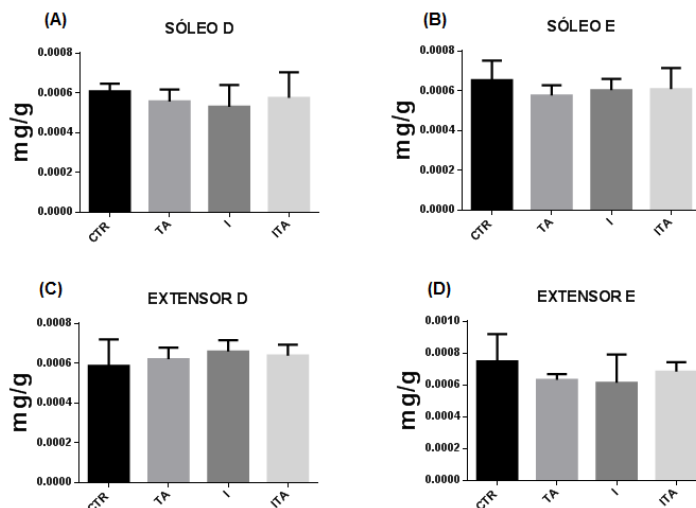 (A)
SÓLEO D
mg/g
0.0008
0.0006
0.0004
0.0002
0.0000
CTR
TA
I
ITA
(B)
SÓLEO E
mg/g
0.0008
0.0006
0.0004
0.0002
0.0000
CTR
TA
I
ITA
(C)
EXTENSOR D
mg/g
0.0008
0.0006
0.0004
0.0002
0.0000
CTR
TA
I
ITA
(D)
EXTENSOR E
mg/g
0.0010
0.0008
0.0006
0.0004
0.0002
0.0000
CTR
TA
I
ITA